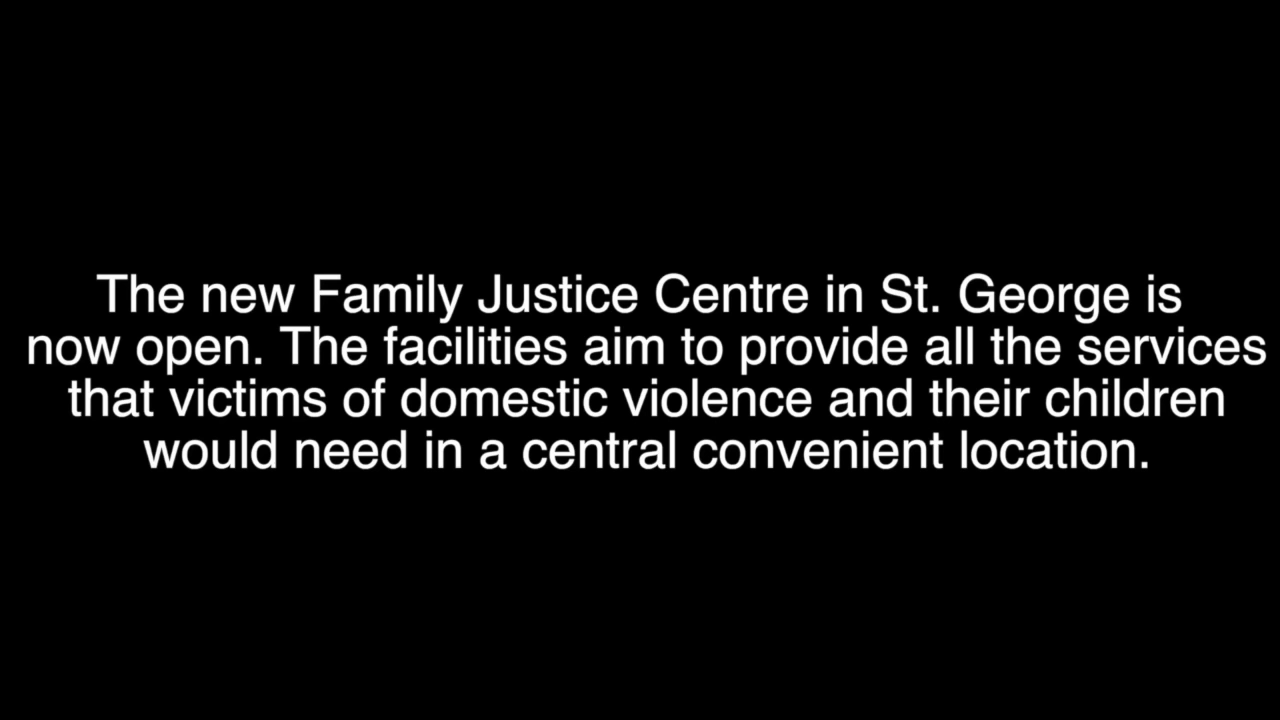 The new Family Justice Centre in St. George is
now open. The facilities aim to provide all the services
that victims of domestic violence and their children
would need in a central convenient location.